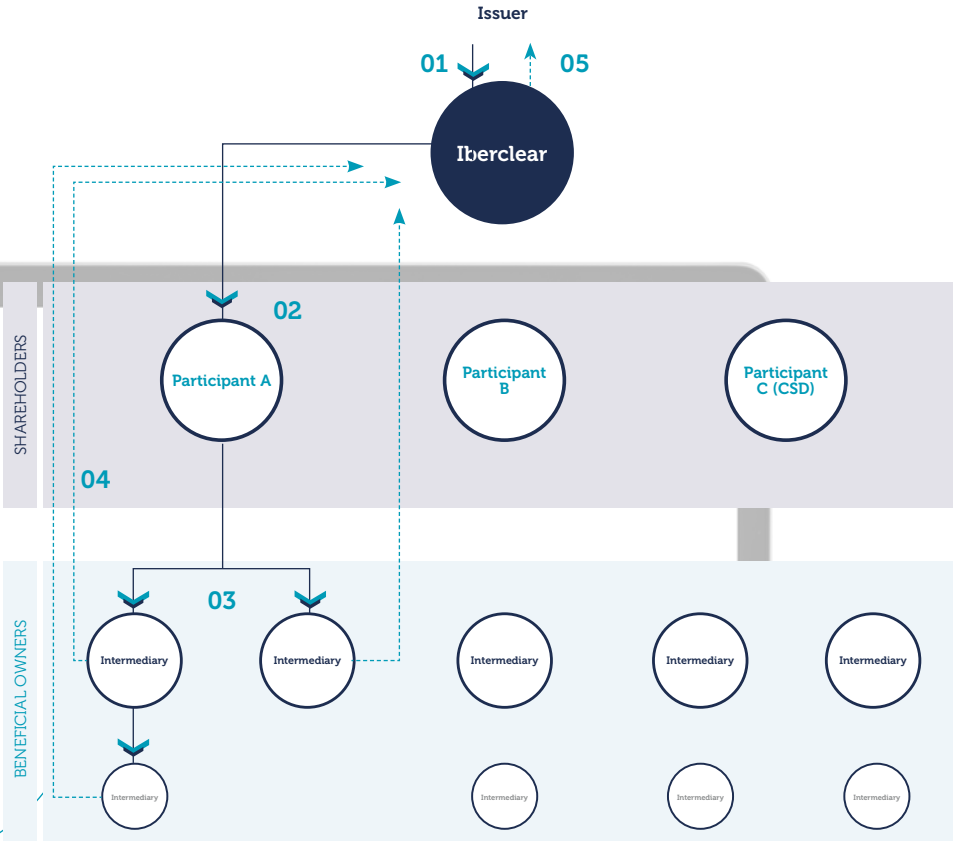 Issuer
01
05
Iberclear
SHAREHOLDERS
02
Participant A
Participant
B
Participant
C (CSD)
04
BENEFICIAL OWNERS
03
Intermediary
Intermediary
Intermediary
Intermediary
Intermediary
Intermediary
Intermediary
Intermediary
Intermediary